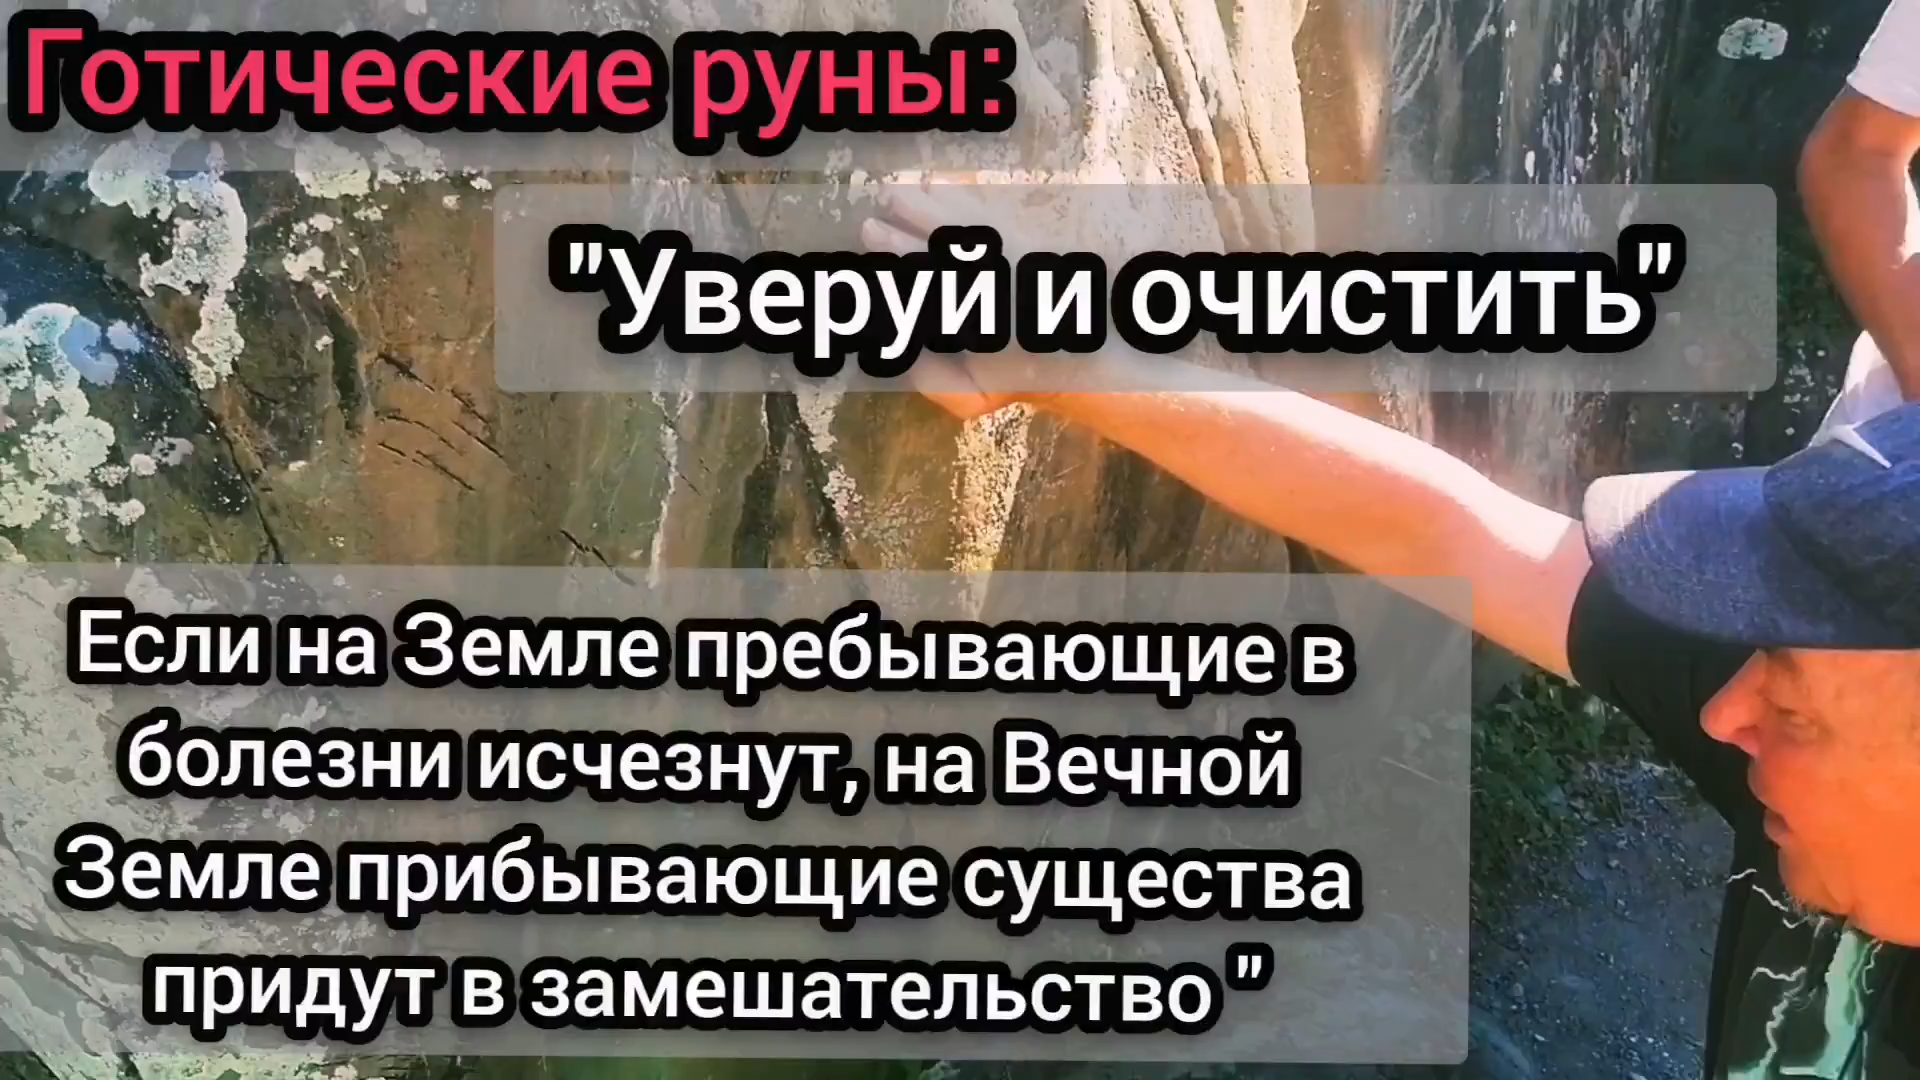 Готические руны:
"Уверуй и очистить"
Если на Земле пребывающие в
болезни исчезнут, на Вечной
Земле прибывающие существа
придут в замешательство "